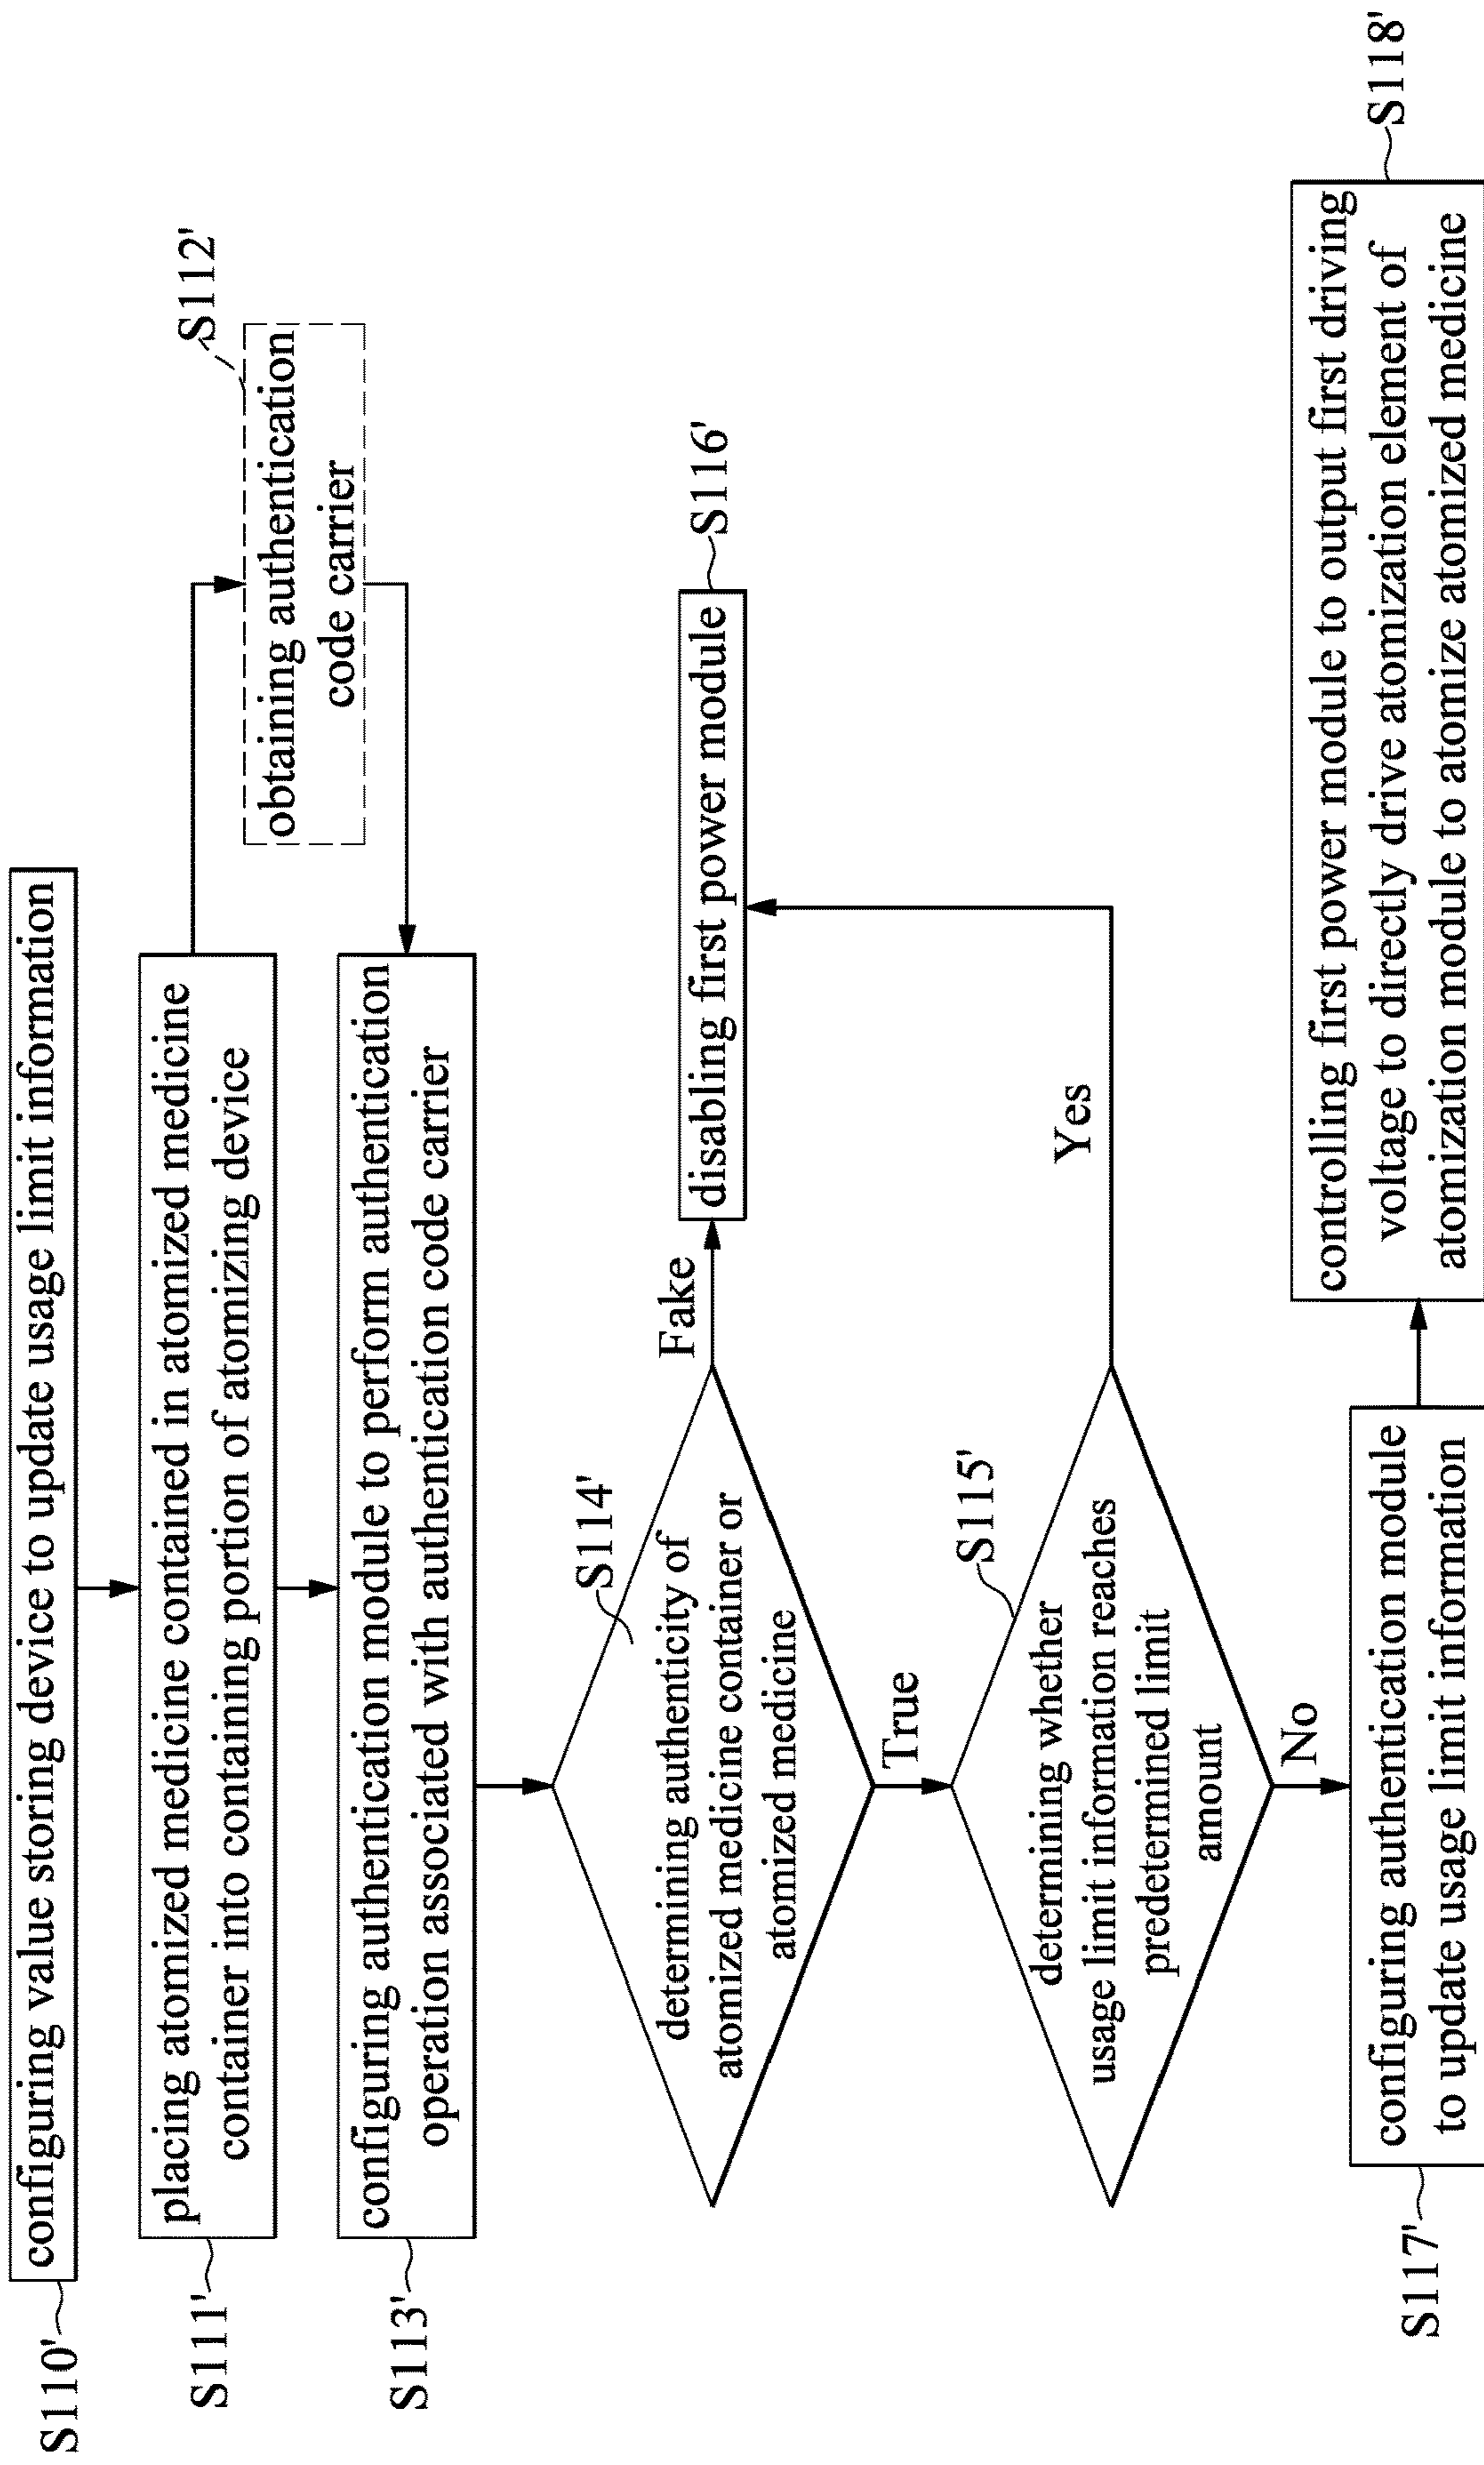 S110'
configuring value storing device to update usage limit information
S111'
placing atomized medicine contained in atomized medicine
container into containing portion of atomizing device
S112'
obtaining authentication
code carrier
S113'
configuring authentication module to perform authentication
operation associated with authentication code carrier
S114'
determining authenticity of
atomized medicine container or
atomized medicine
Fake
disabling first power module
S116'
True
S115'
determining whether
usage limit information reaches
predetermined limit
amount
Yes
No
S117'
configuring authentication module
to update usage limit information
controlling first power module to output first driving
voltage to directly drive atomization element of
atomization module to atomize atomized medicine
S118'